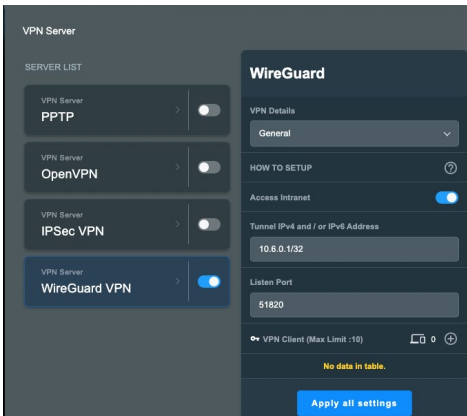 VPN Server
SERVER LIST
VPN Server
PPTP
VPN Server
OpenVPN
VPN Server
IPSec VPN
VPN Server
WireGuard VPN
WireGuard
VPN Details
General
HOW TO SETUP
?
Access Intranet
Tunnel IPv4 and / or IPv6 Address
10.6.0.1/32
Listen Port
51820
VPN Client (Max Limit :10) 0
No data in table.
Apply all settings